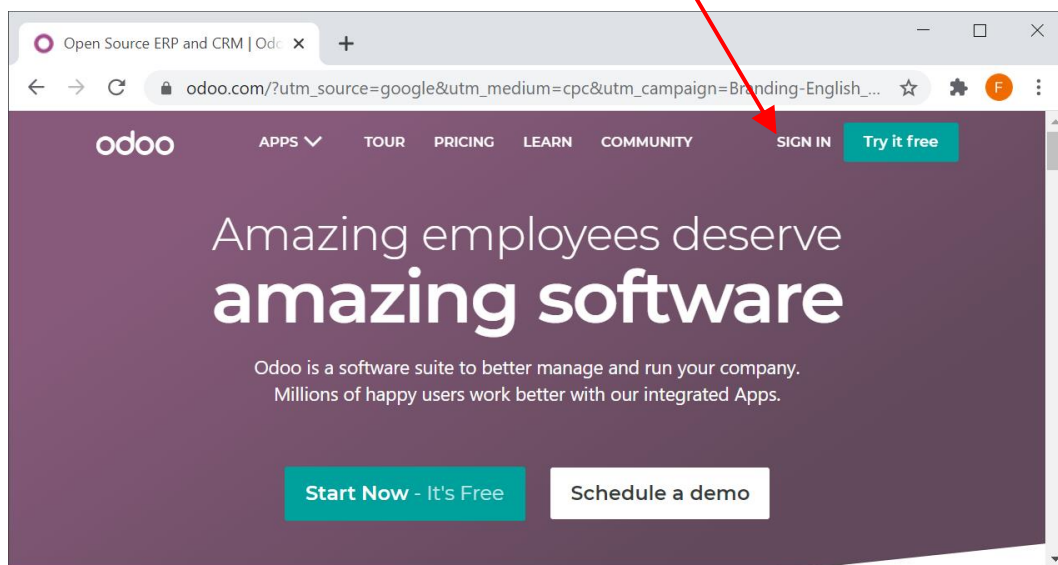 Open Source ERP and CRM | Odo
odoo.com/?utm_source=google&utm_medium=cpc&utm_campaign=Branding-English_...
F
odoo
APPS TOUR PRICING LEARN COMMUNITY SIGN IN Try it free
Amazing employees deserve
amazing software
Odoo is a software suite to better manage and run your company.
Millions of happy users work better with our integrated Apps.
Start Now - It's Free Schedule a demo